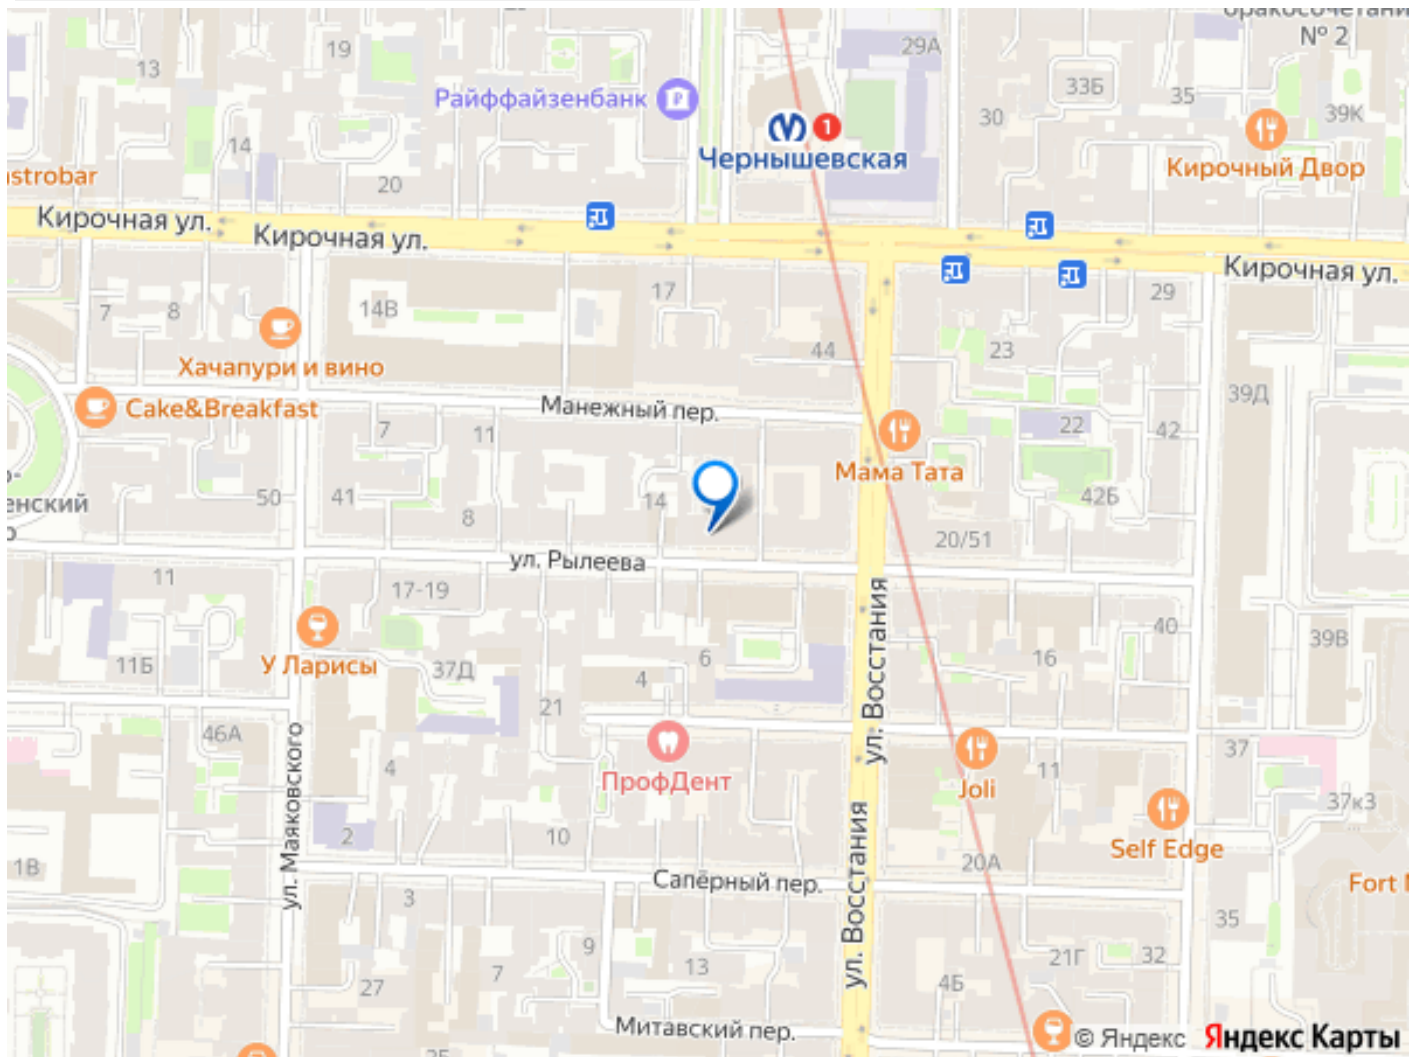 № 2
29А
19
13
33Б
35
Райффайзенбанк
39К
30
1
14
Чернышевская
Кирочный Двор
20
Кирочная ул.
Кирочная ул.
Кирочная ул.
17
29
7
8
14В
44
23
Хачапури и вино
39Д
Манежный пер.
Cake&Breakfast
22
7
11
42
Мама Тата
50
41
14
42Б
8
20/51
ул. Рылеева
11
17-19
40
39В
11Б
У Ларисы
37Д
6
16
4
ул. Восстания
21
46А
37
4
ПрофДент
11
Joli
37к3
ул. Маяковского
2
10
Self Edge
1В
20А
Сапёрный пер.
Fort
3
ул. Восстания
35
9
7
13
21Г
32
27
4Б
Митавский пер.
© Яндекс Яндекс Карты